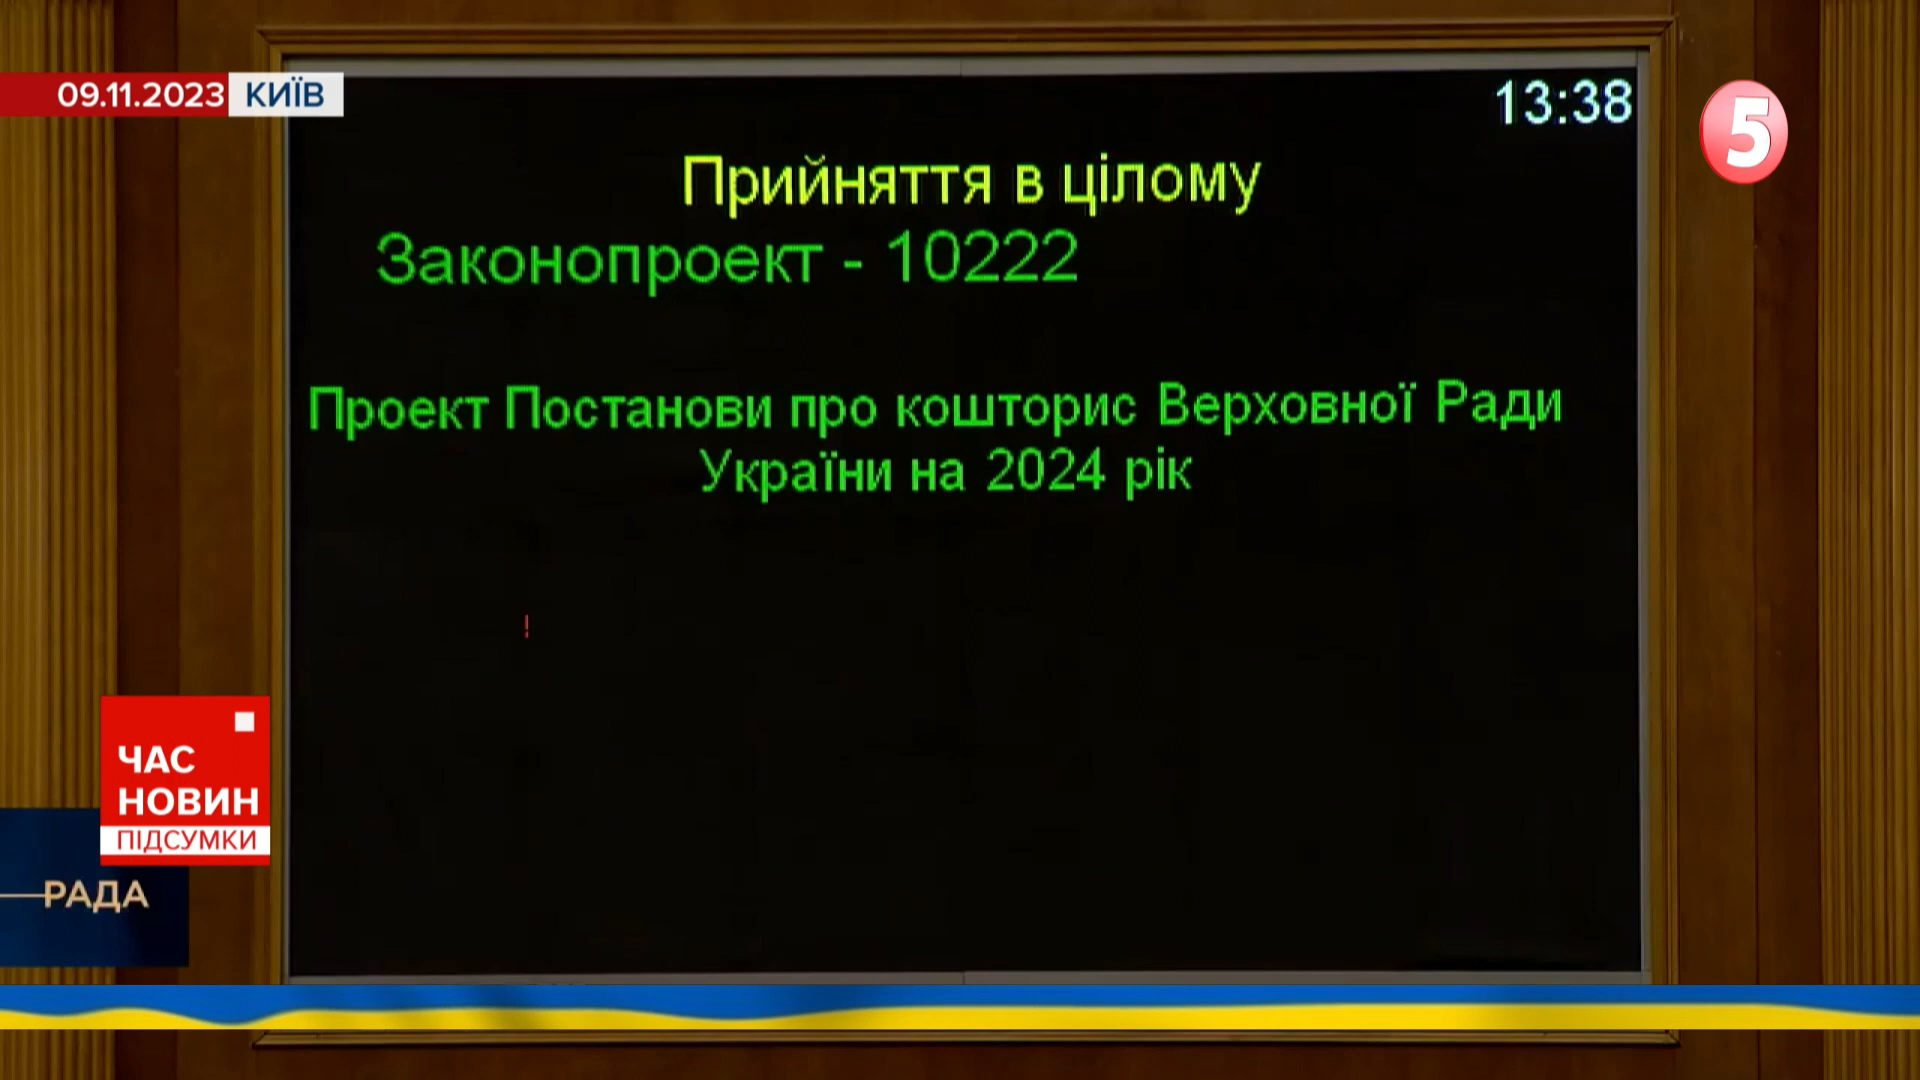 09.11.2023 КИЇВ
13:38
5
Прийняття в цілому
Законопроект - 10222
Проект Постанови про кошторис Верховної Ради
України на 2024 рік
!
ЧАС
НОВИН
ПІДСУМКИ
РАДА